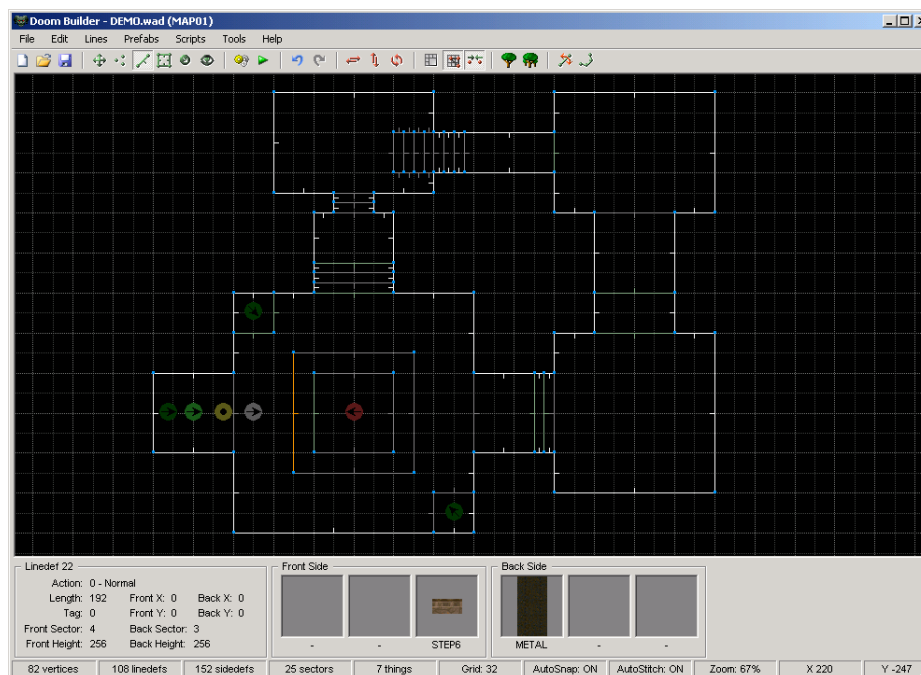 Doom Builder - DEMO.wad (MAP01)
File Edit Lines Prefabs Scripts Tools Help
Linedef 22
Action: 0 - Normal
Length: 192 Front X: 0 Back X: 0
Tag: 0 Front Y: 0 Back Y: 0
Front Sector: 4 Back Sector: 3
Front Height: 256 Back Height: 256
Front Side
- - STEP6
Back Side
METAL - -
82 vertices 108 linedefs 152 sidedefs 25 sectors 7 things Grid: 32 AutoSnap: ON AutoStitch: ON Zoom: 67% X 220 Y -247